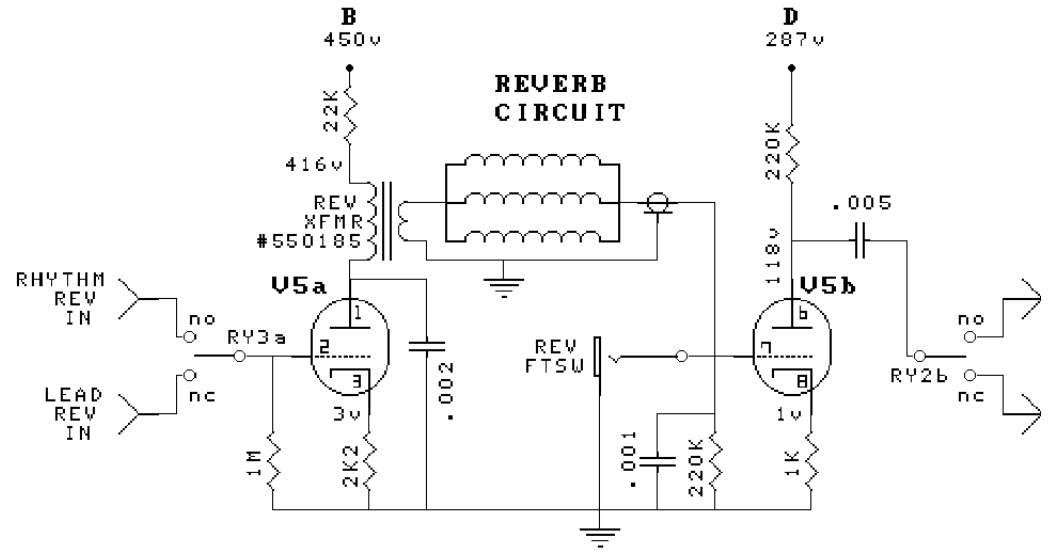 B
450v
D
287v
REVERB
CIRCUIT
22K
220K
416v
REV
XFMR
#550185
.005
118v
V5a
V5b
RHYTHM
REV
IN
no
RY3a
1
2
3
nc
LEAD
REV
IN
3v
.002
1M
2K2
REV
FTSW
6
7
8
1v
.001
220K
1K
no
RY2b
nc